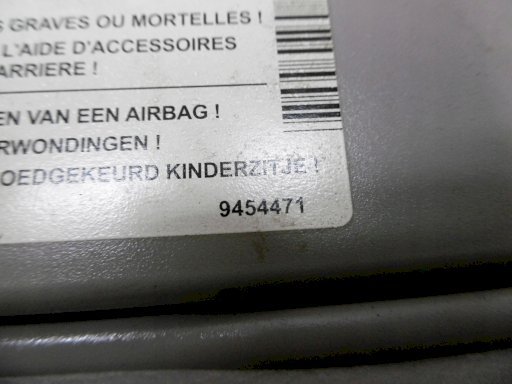 S GRAVES OU MORTELLES !
L'AIDE D'ACCESSOIRES
ARRIERE !
EN VAN EEN AIRBAG !
RWONDINGEN !
OEDGEKEURD KINDERZITJE !
9454471